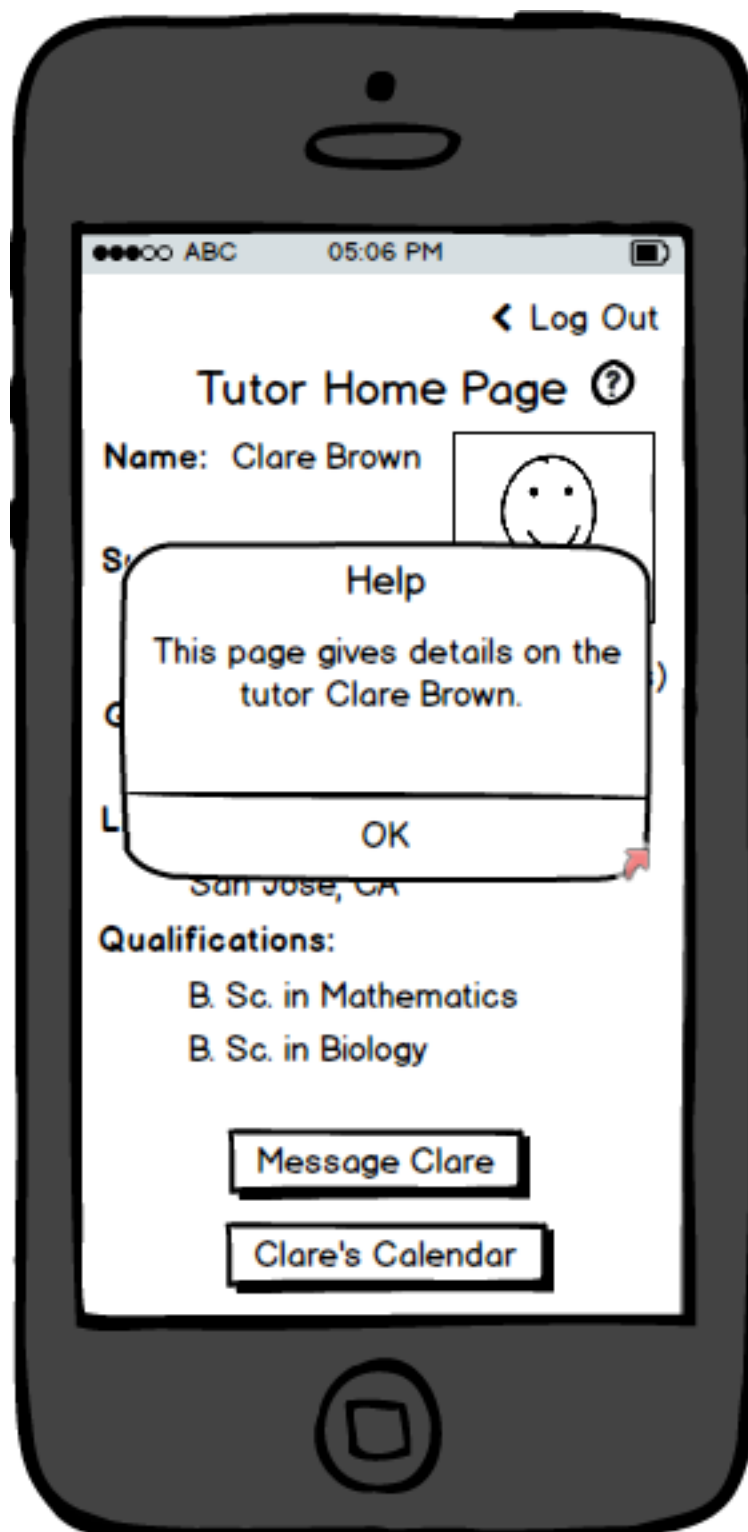 ABC 05:06 PM
< Log Out
Tutor Home Page ?
Name: Clare Brown
Help
This page gives details on the
tutor Clare Brown.
OK
San Jose, CA
Qualifications:
B. Sc. in Mathematics
B. Sc. in Biology
Message Clare
Clare's Calendar